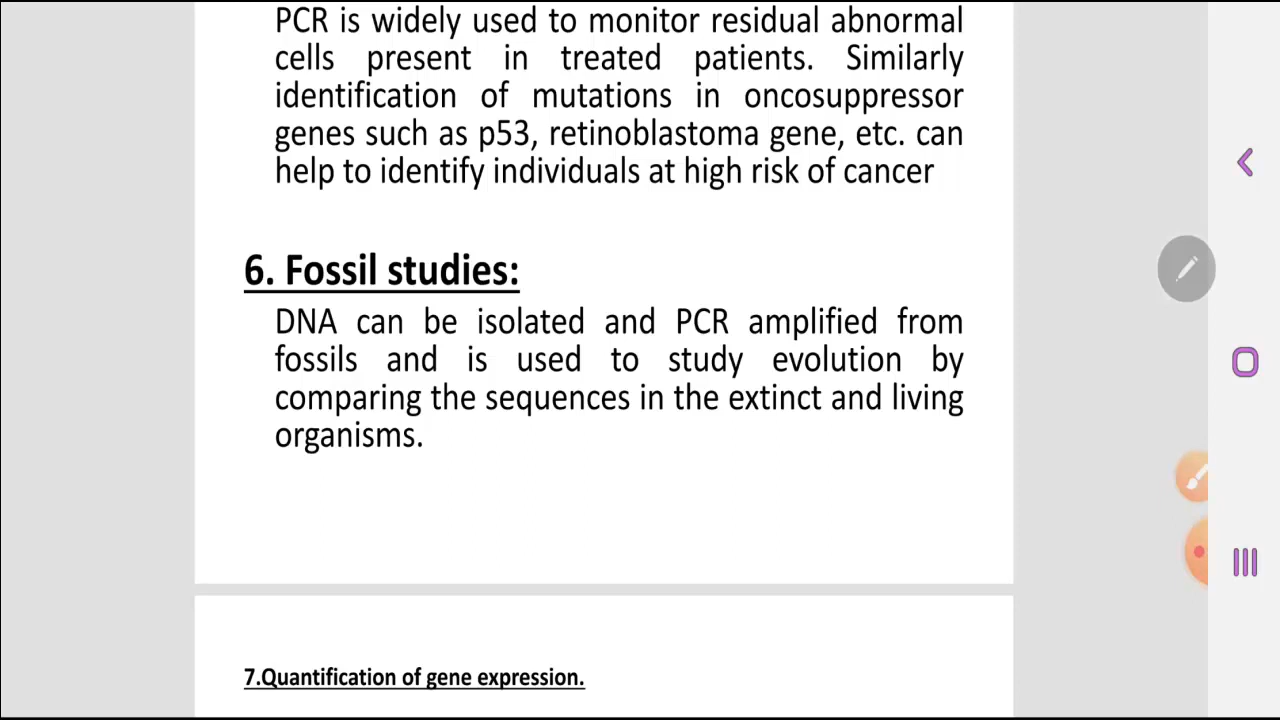 PCR is widely used to monitor residual abnormal
cells present in treated patients. Similarly
identification of mutations in oncosuppressor
genes such as p53, retinoblastoma gene, etc. can
help to identify individuals at high risk of cancer
6. Fossil studies:
DNA can be isolated and PCR amplified from
fossils and is used to study evolution by
comparing the sequences in the extinct and living
organisms.
7.Quantification of gene expression.